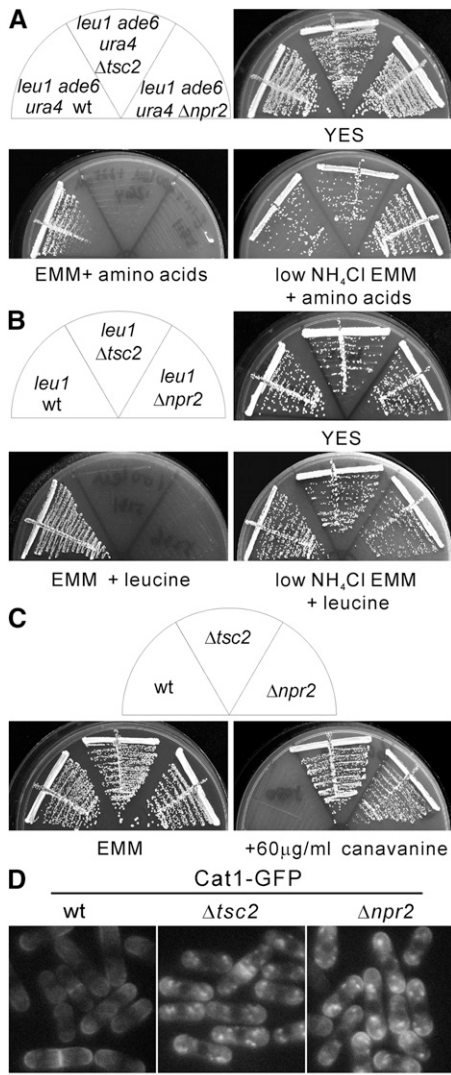 A
leu1 ade6
ura4
Δtsc2
leu1 ade6
ura4 wt
leu1 ade6
ura4 Δnpr2
YES
EMM+ amino acids
low NH₄Cl EMM
+ amino acids
B
leu1
Δtsc2
leu1
wt
leu1
Δnpr2
YES
EMM + leucine
low NH₄Cl EMM
+ leucine
C
Δtsc2
wt
Δnpr2
EMM
+60μg/ml canavanine
D
Cat1-GFP
wt
Δtsc2
Δnpr2